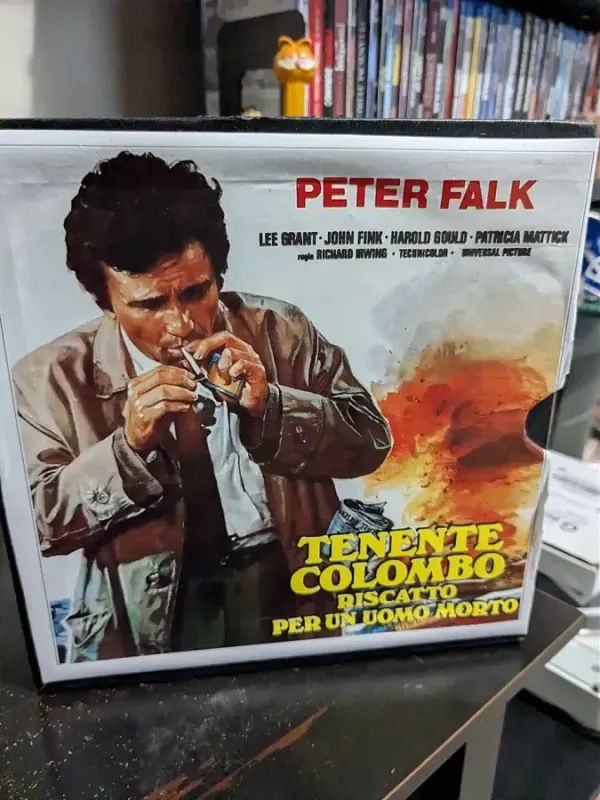 PETER FALK
LEE GRANT · JOHN FINK · HAROLD GOULD · PATRICIA MATTICK
regia RICHARD IRWING · TECHNICOLOR · UNIVERSAL PICTURE
TENENTE
COLOMBO
RISCATTO
PER UN UOMO MORTO